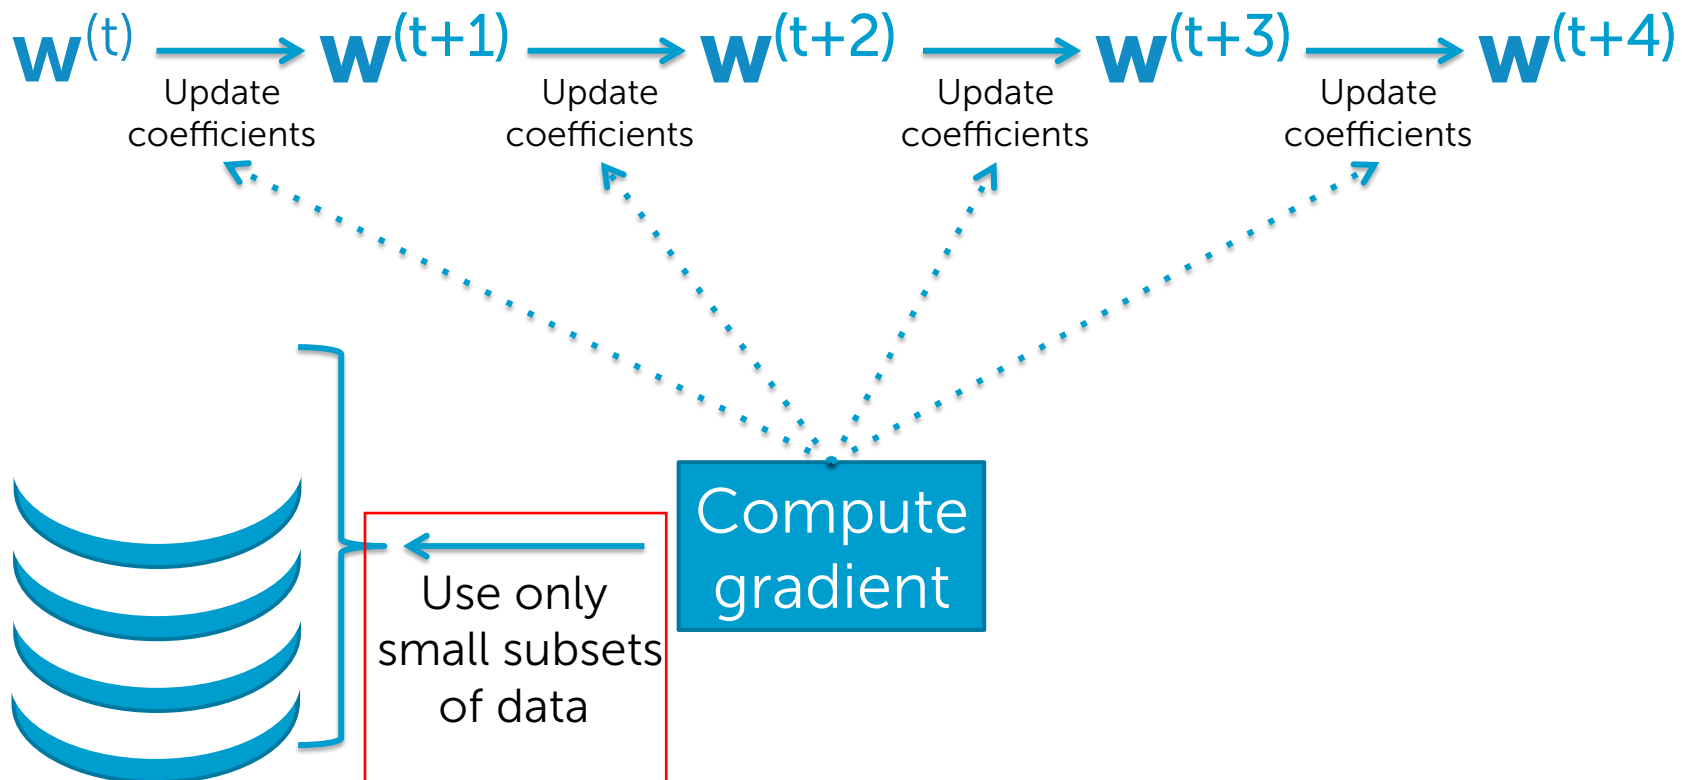 w(t) w(t+1) w(t+2) w(t+3) w(t+4)
Update
coefficients
Update
coefficients
Update
coefficients
Update
coefficients
Compute
gradient
Use only
small subsets
of data